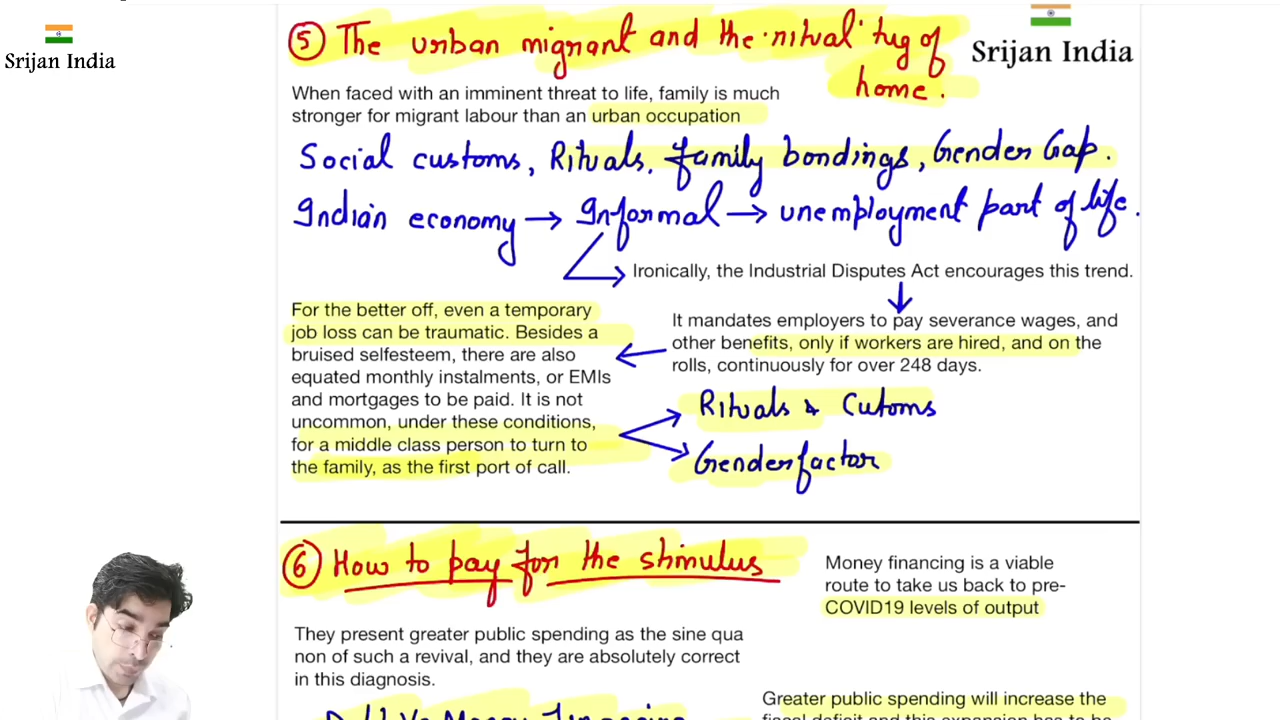 Srijan India
Srijan India
5 The urban migrant and the ritual tug of
home.
When faced with an imminent threat to life, family is much
stronger for migrant labour than an urban occupation
Social customs, Rituals, family bondings, Gender Gap.
Indian economy → Informal → unemployment part of life.
Ironically, the Industrial Disputes Act encourages this trend.
For the better off, even a temporary
job loss can be traumatic. Besides a
bruised selfesteem, there are also
equated monthly instalments, or EMIs
and mortgages to be paid. It is not
uncommon, under these conditions,
for a middle class person to turn to
the family, as the first port of call.
It mandates employers to pay severance wages, and
other benefits, only if workers are hired, and on the
rolls, continuously for over 248 days.
Rituals & Cutoms
Gender factor
6 How to pay for the stimulus
Money financing is a viable
route to take us back to pre-
COVID19 levels of output
They present greater public spending as the sine qua
non of such a revival, and they are absolutely correct
in this diagnosis.
Greater public spending will increase the